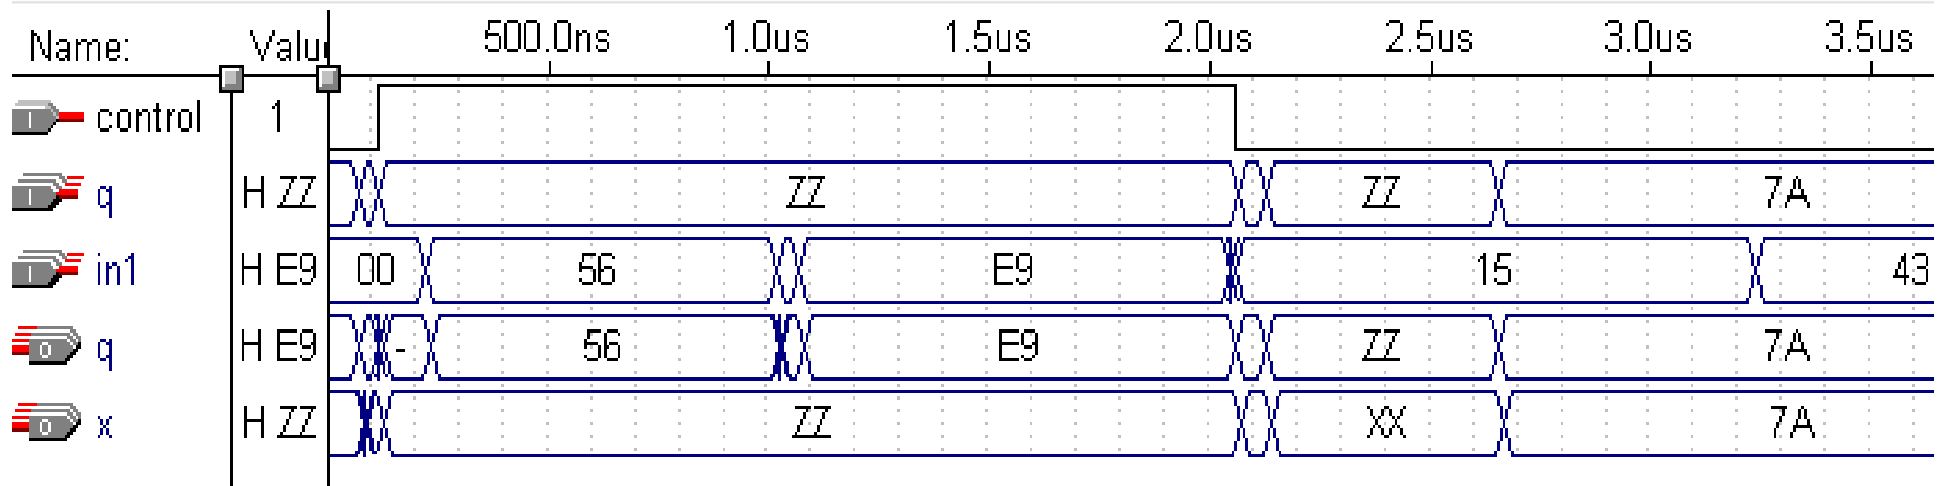 Name: Valu 500.0ns 1.0us 1.5us 2.0us 2.5us 3.0us 3.5us
I control 1
I q H ZZ ZZ ZZ 7A
I in1 H E9 00 56 E9 15 43
O q H E9 - 56 E9 ZZ 7A
O x H ZZ ZZ XX 7A